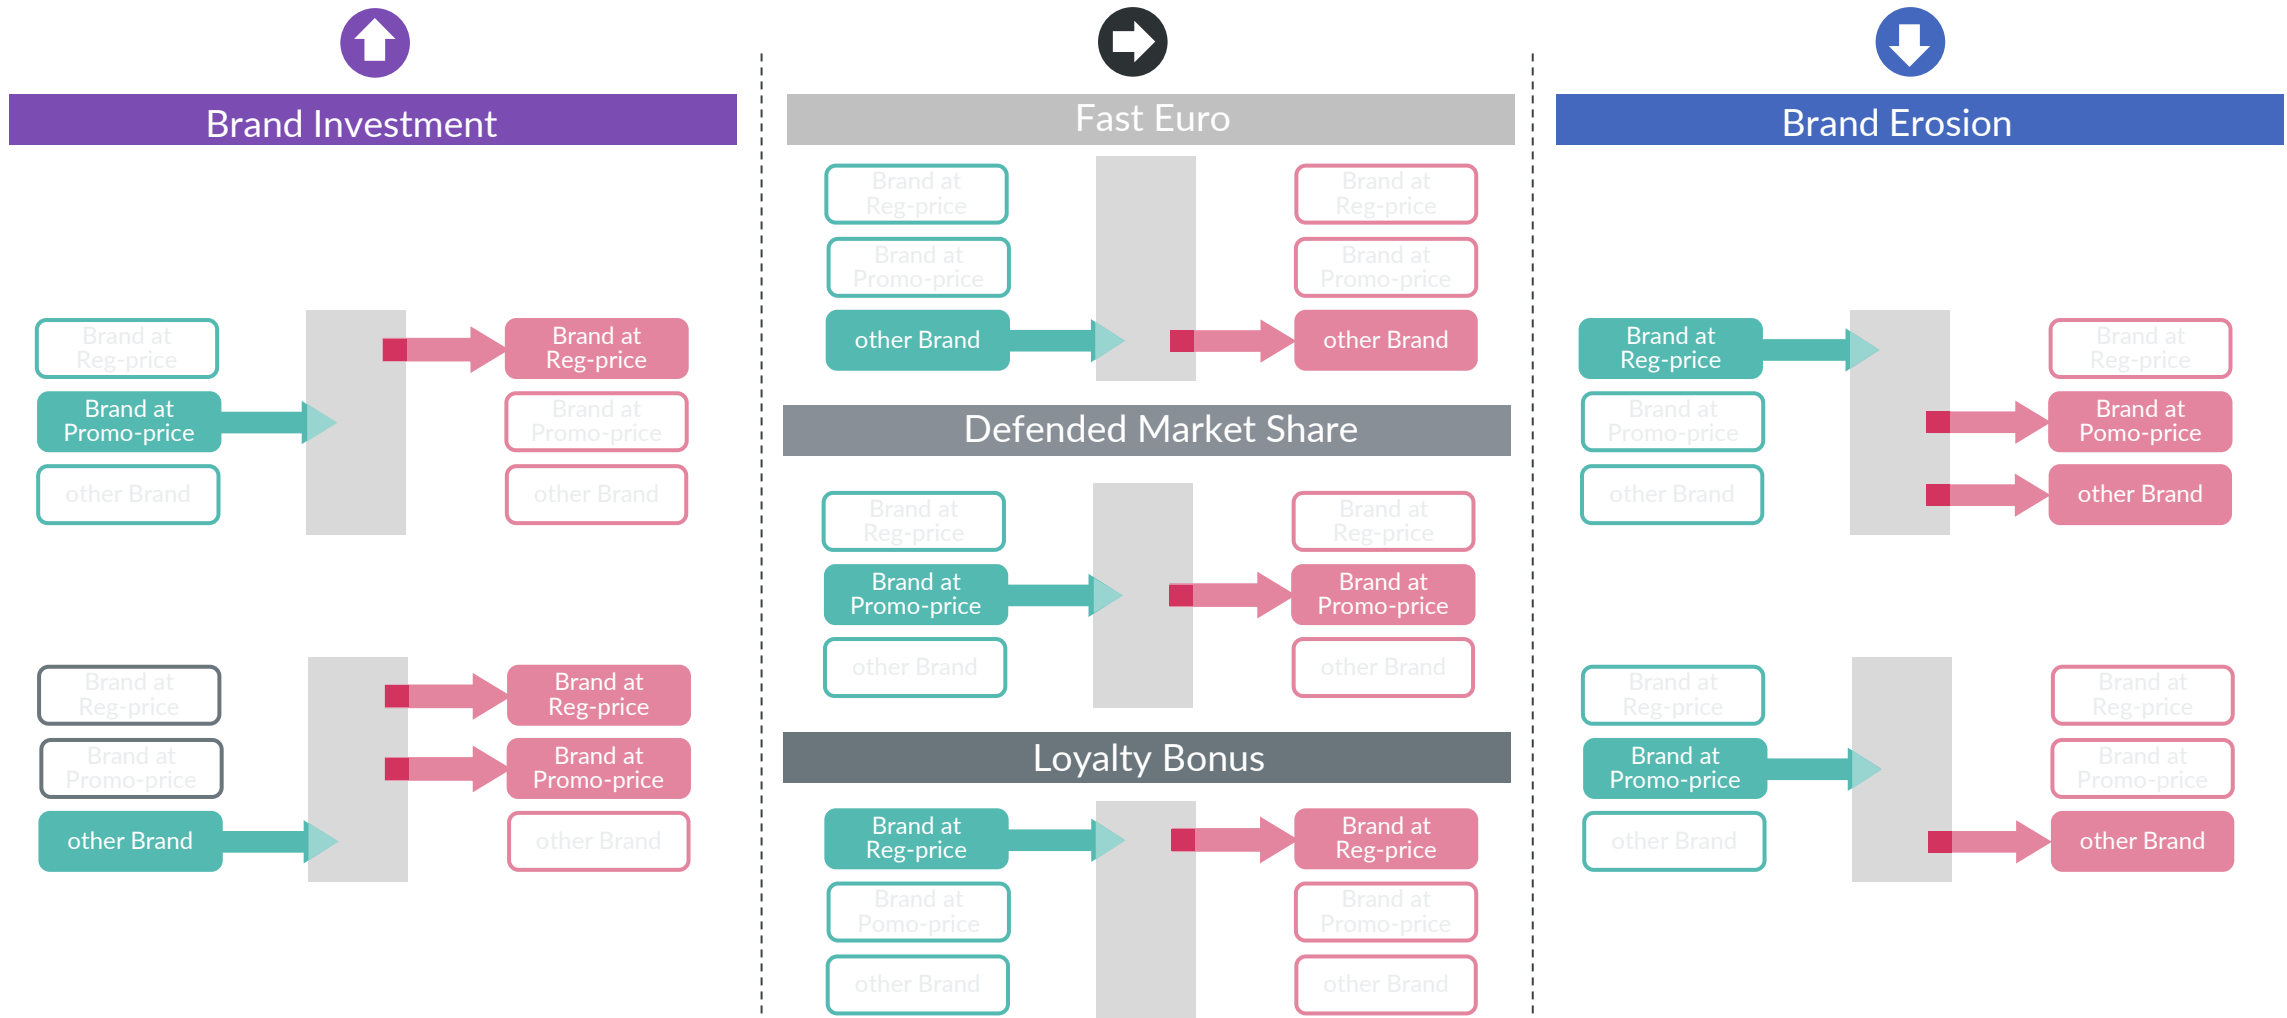 Brand Investment
Brand at
Reg-price
Brand at
Promo-price
other Brand
Brand at
Reg-price
Brand at
Promo-price
other Brand
Brand at
Reg-price
Brand at
Promo-price
other Brand
Brand at
Reg-price
Brand at
Promo-price
other Brand
Fast Euro
Brand at
Reg-price
Brand at
Promo-price
other Brand
Brand at
Reg-price
Brand at
Promo-price
other Brand
Defended Market Share
Brand at
Reg-price
Brand at
Promo-price
other Brand
Brand at
Reg-price
Brand at
Promo-price
other Brand
Loyalty Bonus
Brand at
Reg-price
Brand at
Pomo-price
other Brand
Brand at
Reg-price
Brand at
Promo-price
other Brand
Brand Erosion
Brand at
Reg-price
Brand at
Promo-price
other Brand
Brand at
Reg-price
Brand at
Pomo-price
other Brand
Brand at
Reg-price
Brand at
Promo-price
other Brand
Brand at
Reg-price
Brand at
Promo-price
other Brand